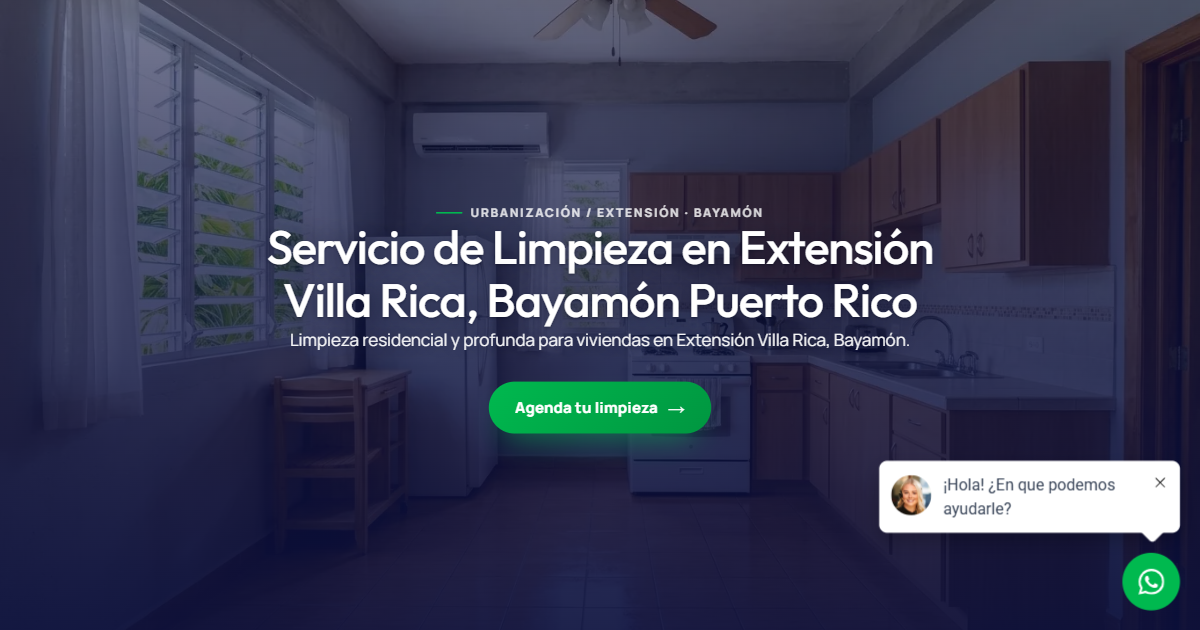 URBANIZACIÓN / EXTENSIÓN · BAYAMÓN
Servicio de Limpieza en Extensión
Villa Rica, Bayamón Puerto Rico
Limpieza residencial y profunda para viviendas en Extensión Villa Rica, Bayamón.
Agenda tu limpieza →
¡Hola! ¿En que podemos
ayudarle?